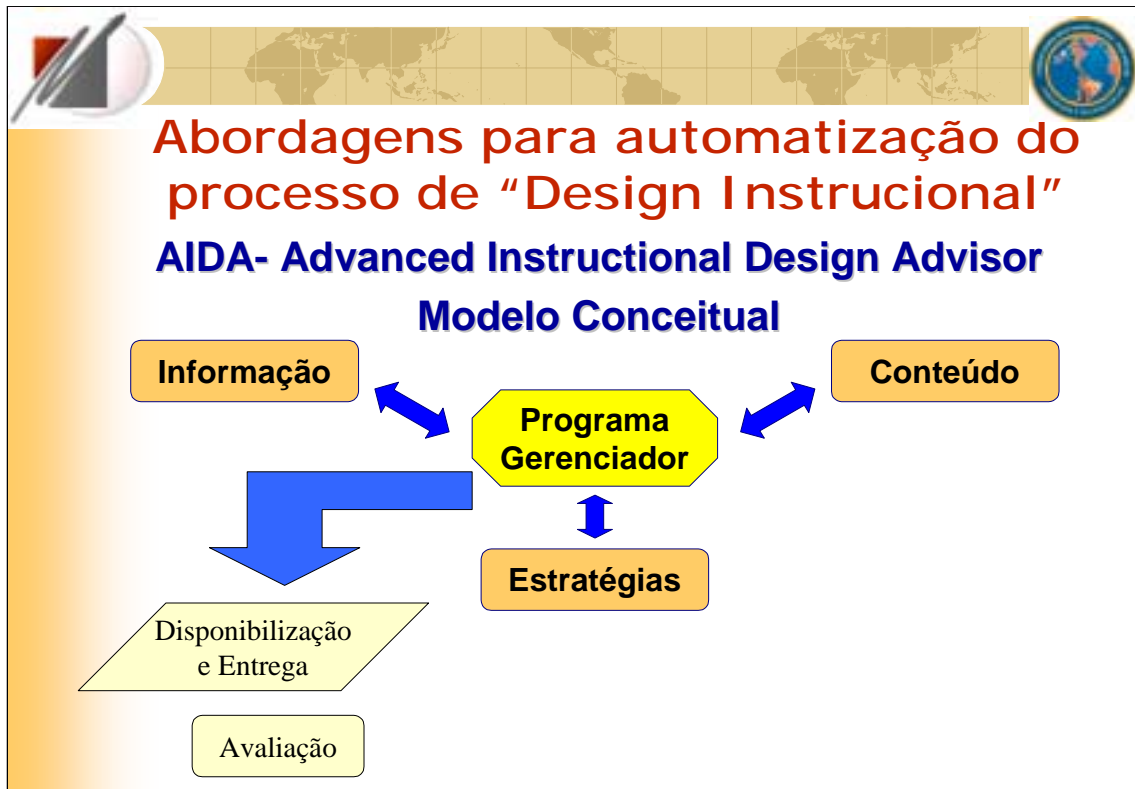 Abordagens para automatização do
processo de “Design Instrucional”
AIDA- Advanced Instructional Design Advisor
Modelo Conceitual
Informação
Conteúdo
Programa
Gerenciador
Estratégias
Disponibilização
e Entrega
Avaliação